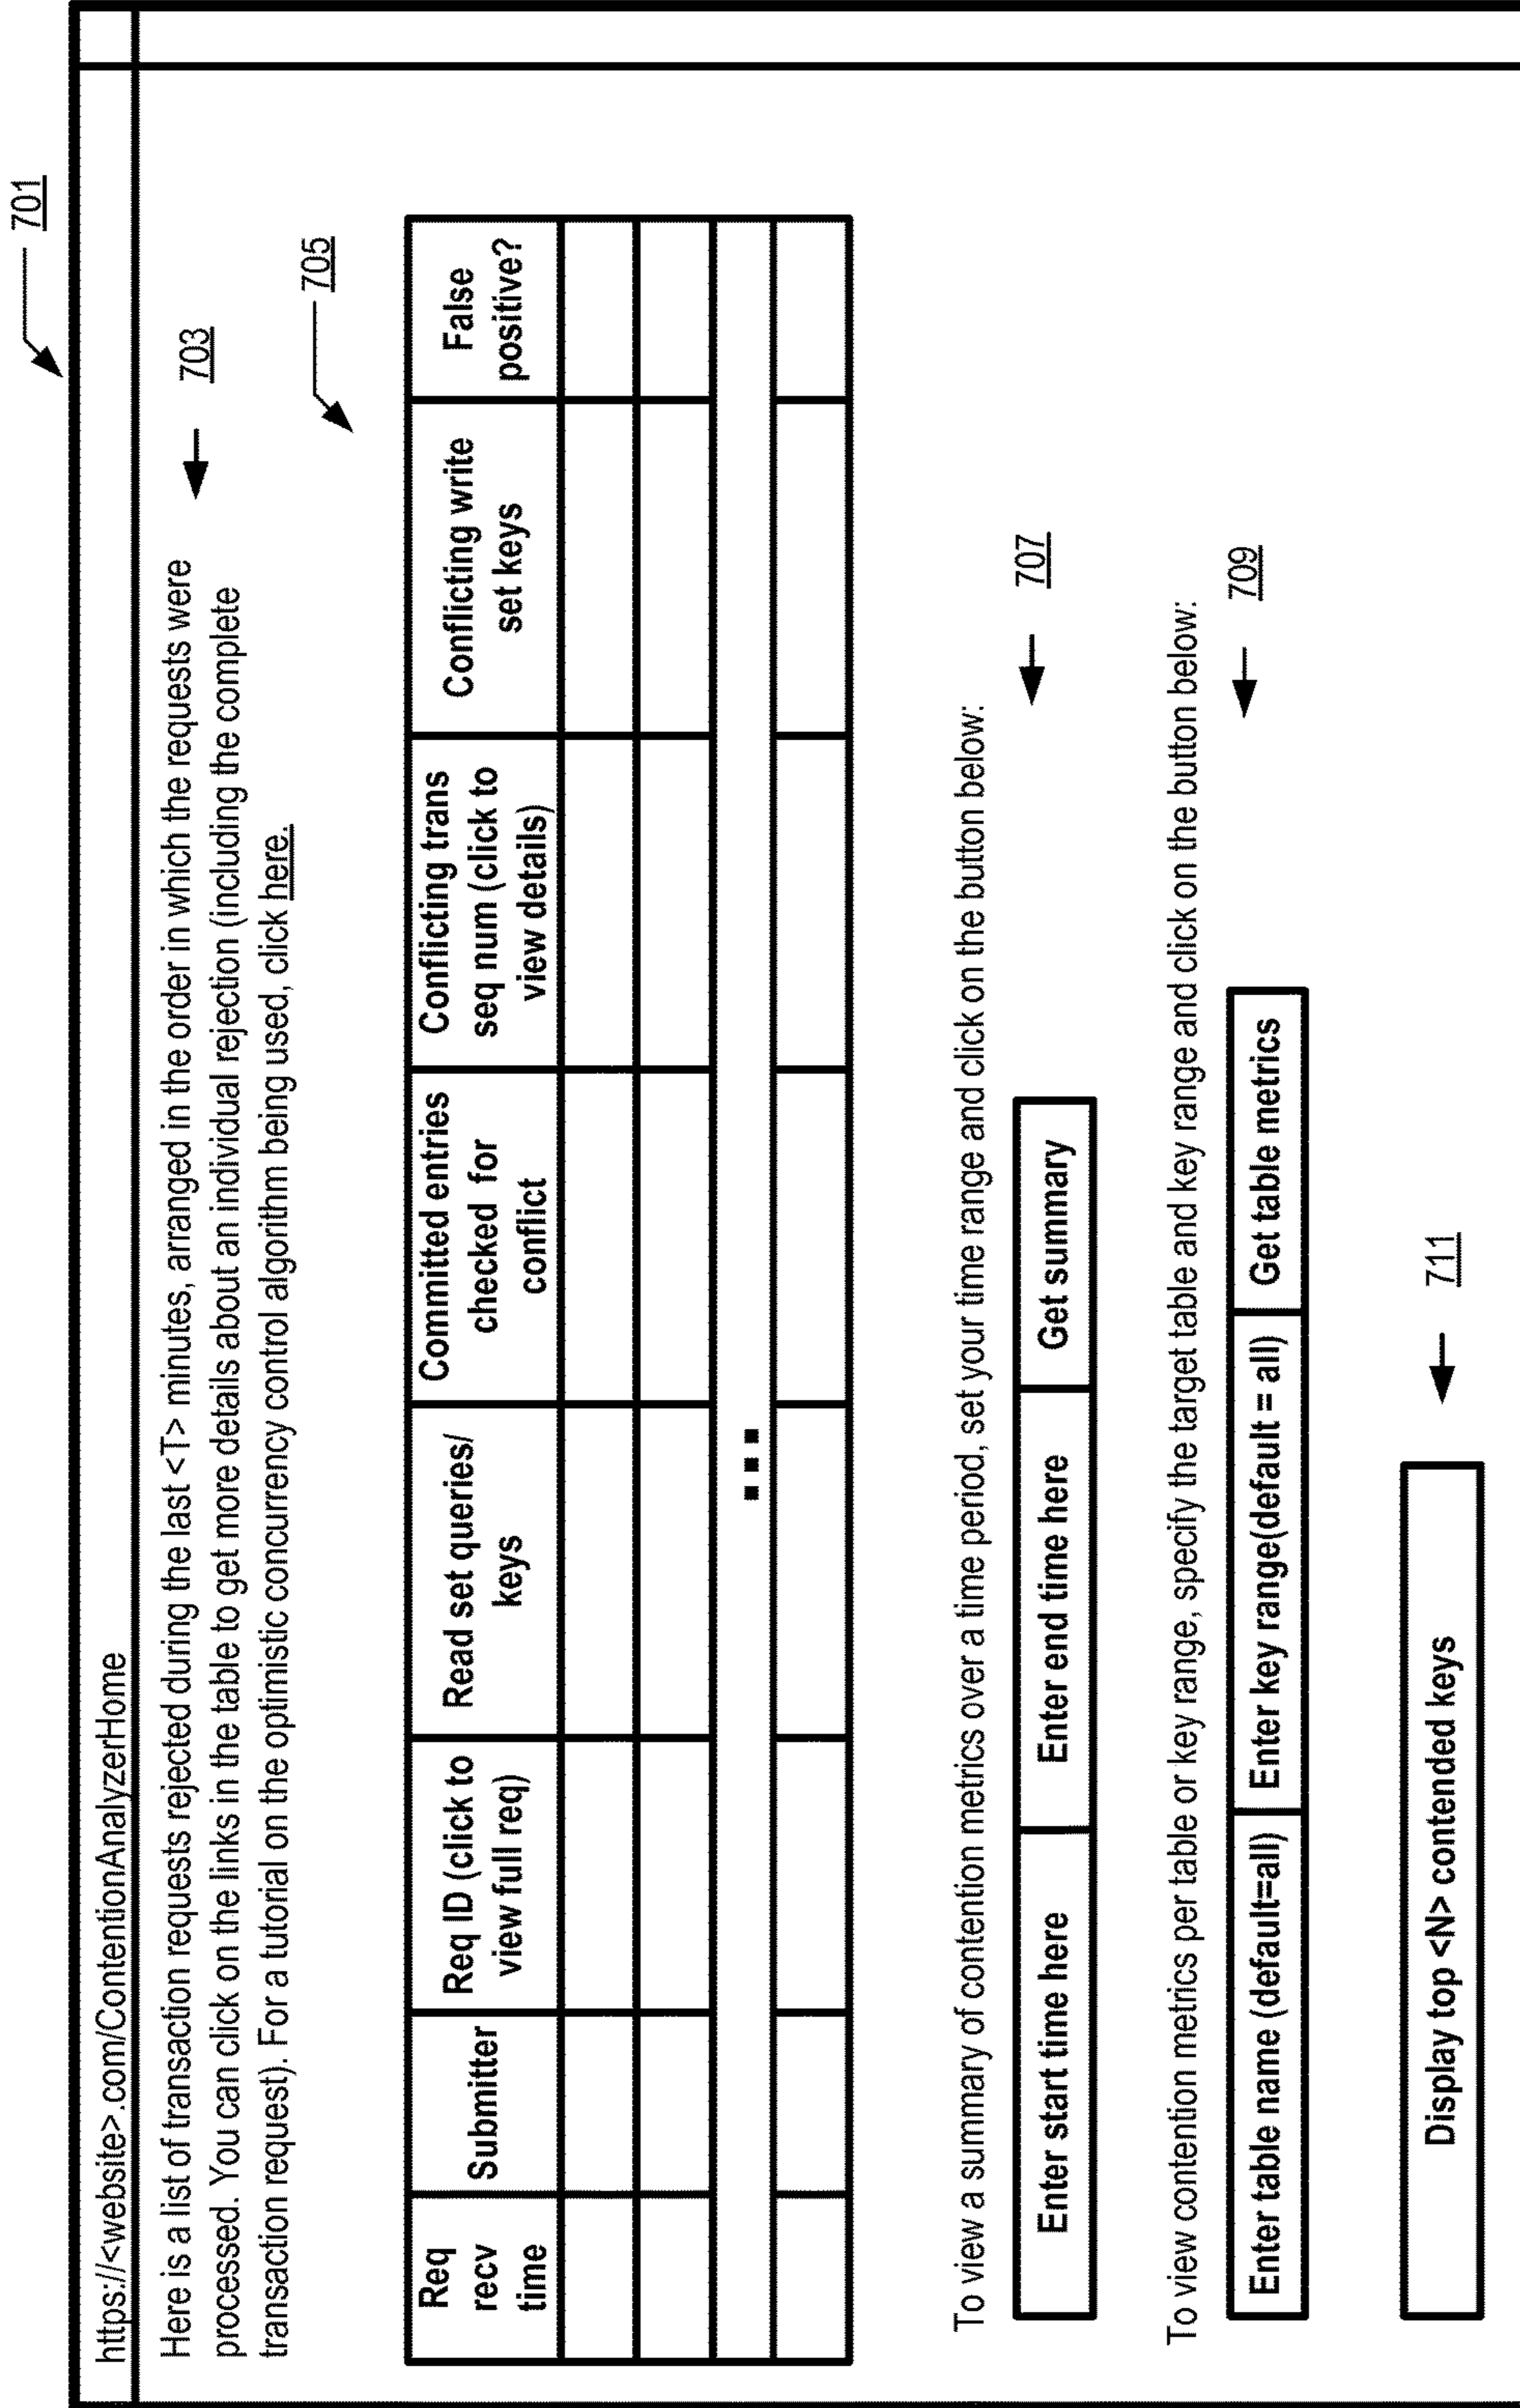 701
https://<website>.com/ContentionAnalyzerHome
Here is a list of transaction requests rejected during the last <T> minutes, arranged in the order in which the requests were
processed. You can click on the links in the table to get more details about an individual rejection (including the complete
transaction request). For a tutorial on the optimistic concurrency control algorithm being used, click here.
703
705
Req
recv
time
Submitter
Req ID (click to
view full req)
Read set queries/
keys
Committed entries
checked for
conflict
Conflicting trans
seq num (click to
view details)
Conflicting write
set keys
False
positive?
...
To view a summary of contention metrics over a time period, set your time range and click on the button below:
Enter start time here
Enter end time here
Get summary
707
To view contention metrics per table or key range, specify the target table and key range and click on the button below:
Enter table name (default=all)
Enter key range(default = all)
Get table metrics
709
Display top <N> contended keys
711